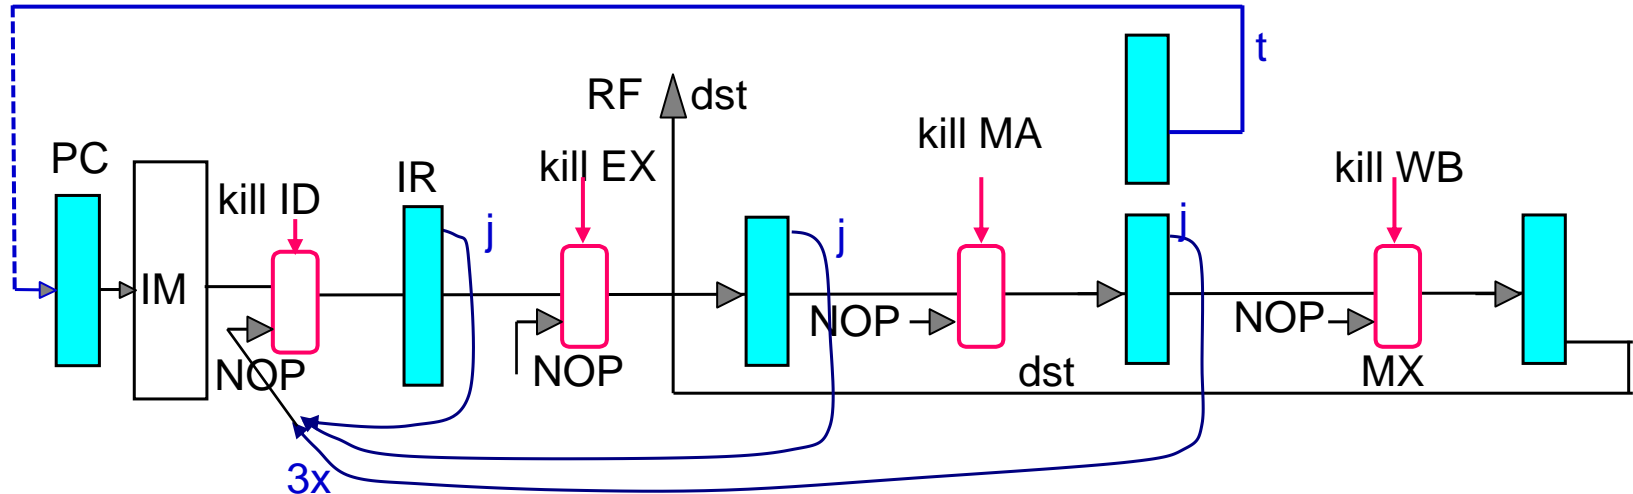 t
RF
dst
kill MA
PC
IR
kill EX
kill WB
kill ID
j
j
j
IM
NOP
NOP
NOP
NOP
dst
MX
3x